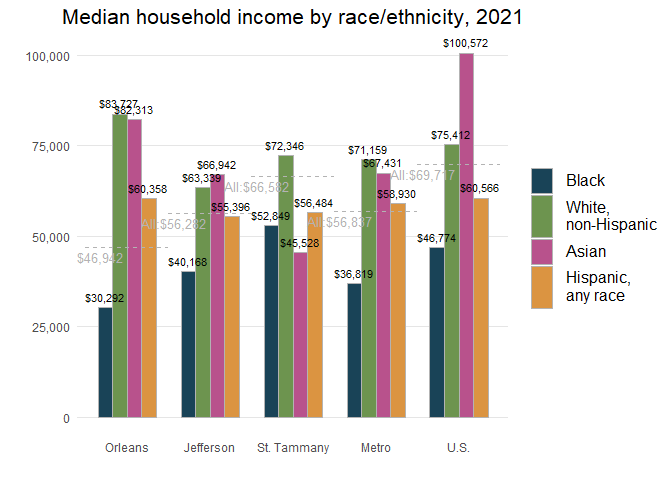 Median household income by race/ethnicity, 2021
100,000
75,000
50,000
25,000
0
$30,292
$83,727
$82,313
$60,358
$46,942
$40,168
$63,339
$66,942
$55,396
All:$56,282
$52,849
$72,346
$45,528
$56,484
All:$66,582
$36,819
$71,159
$67,431
$58,930
All:$56,837
$46,774
$75,412
$100,572
$60,566
All:$69,717
Orleans
Jefferson
St. Tammany
Metro
U.S.
Black
White,
non-Hispanic
Asian
Hispanic,
any race